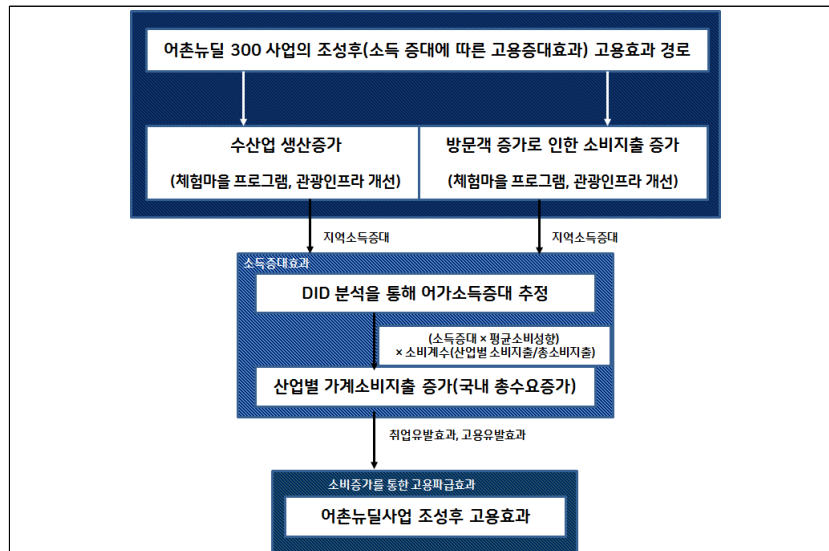 어촌뉴딜 300 사업의 조성후(소득 증대에 따른 고용증대효과) 고용효과 경로
수산업 생산증가
(체험마을 프로그램, 관광인프라 개선)
방문객 증가로 인한 소비지출 증가
(체험마을 프로그램, 관광인프라 개선)
지역소득증대
지역소득증대
소득증대효과
DID 분석을 통해 어가소득증대 추정
(소득증대 × 평균소비성향)
× 소비계수(산업별 소비지출/총소비지출)
산업별 가계소비지출 증가(국내 총수요증가)
취업유발효과, 고용유발효과
소비증가를 통한 고용파급효과
어촌뉴딜사업 조성후 고용효과